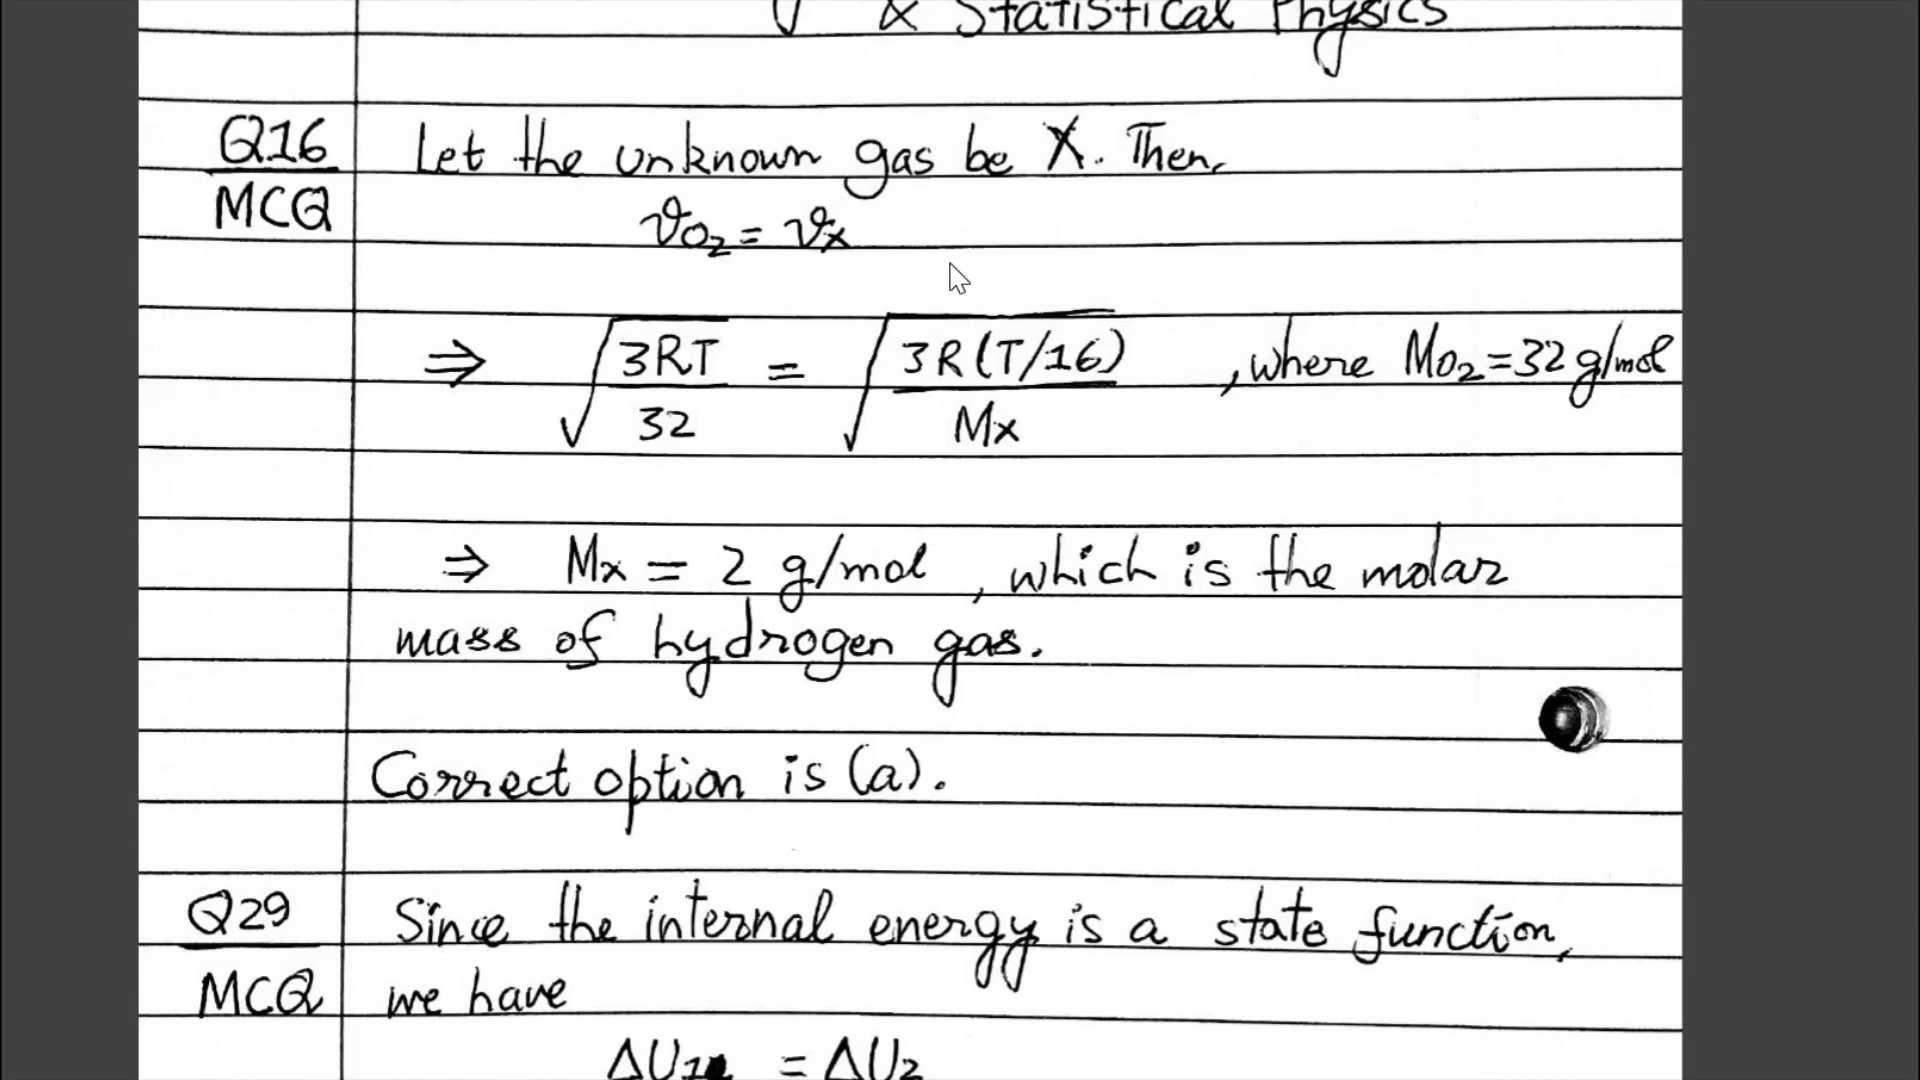 & Statistical Physics
Q16 Let the unknown gas be X. Then,
MCQ
v_O2 = v_x
⇒ √(3RT/32) = √(3R(T/16)/Mx) , where M_O2 = 32 g/mol
⇒ Mx = 2 g/mol , which is the molar
mass of hydrogen gas.
Correct option is (a).
Q29 Since the internal energy is a state function,
MCQ we have
ΔU1 = ΔU2